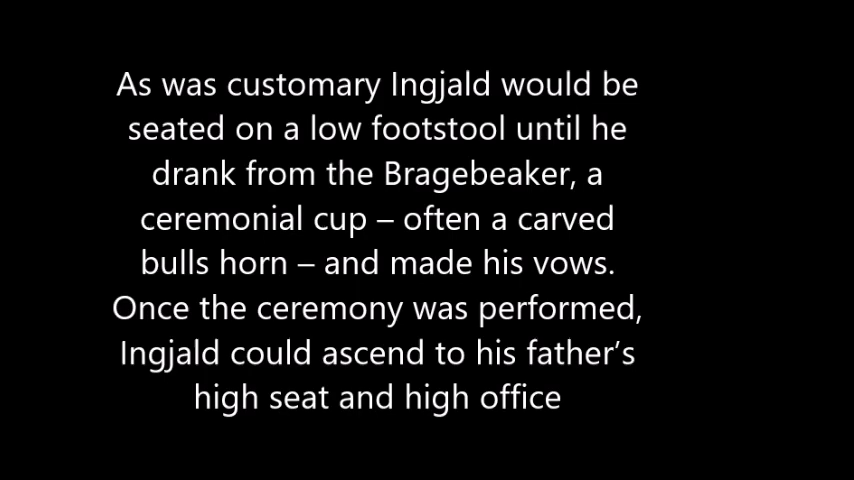 As was customary Ingjald would be
seated on a low footstool until he
drank from the Bragebeaker, a
ceremonial cup – often a carved
bulls horn – and made his vows.
Once the ceremony was performed,
Ingjald could ascend to his father’s
high seat and high office